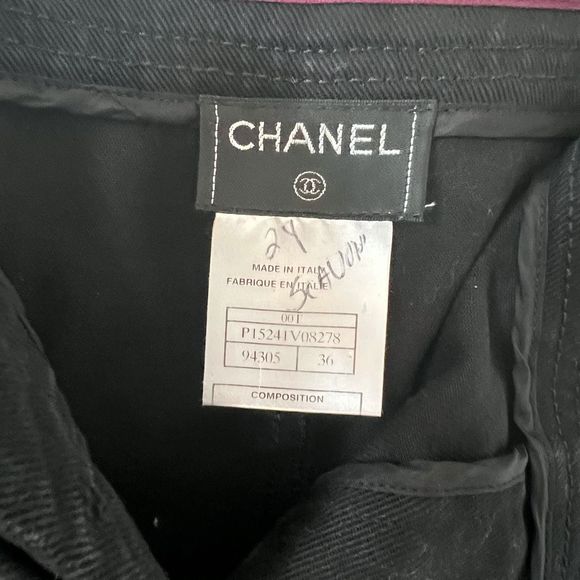 CHANEL
24
MADE IN ITALY
FABRIQUE EN ITALIE
00T
P15241V08278
94305 36
COMPOSITION